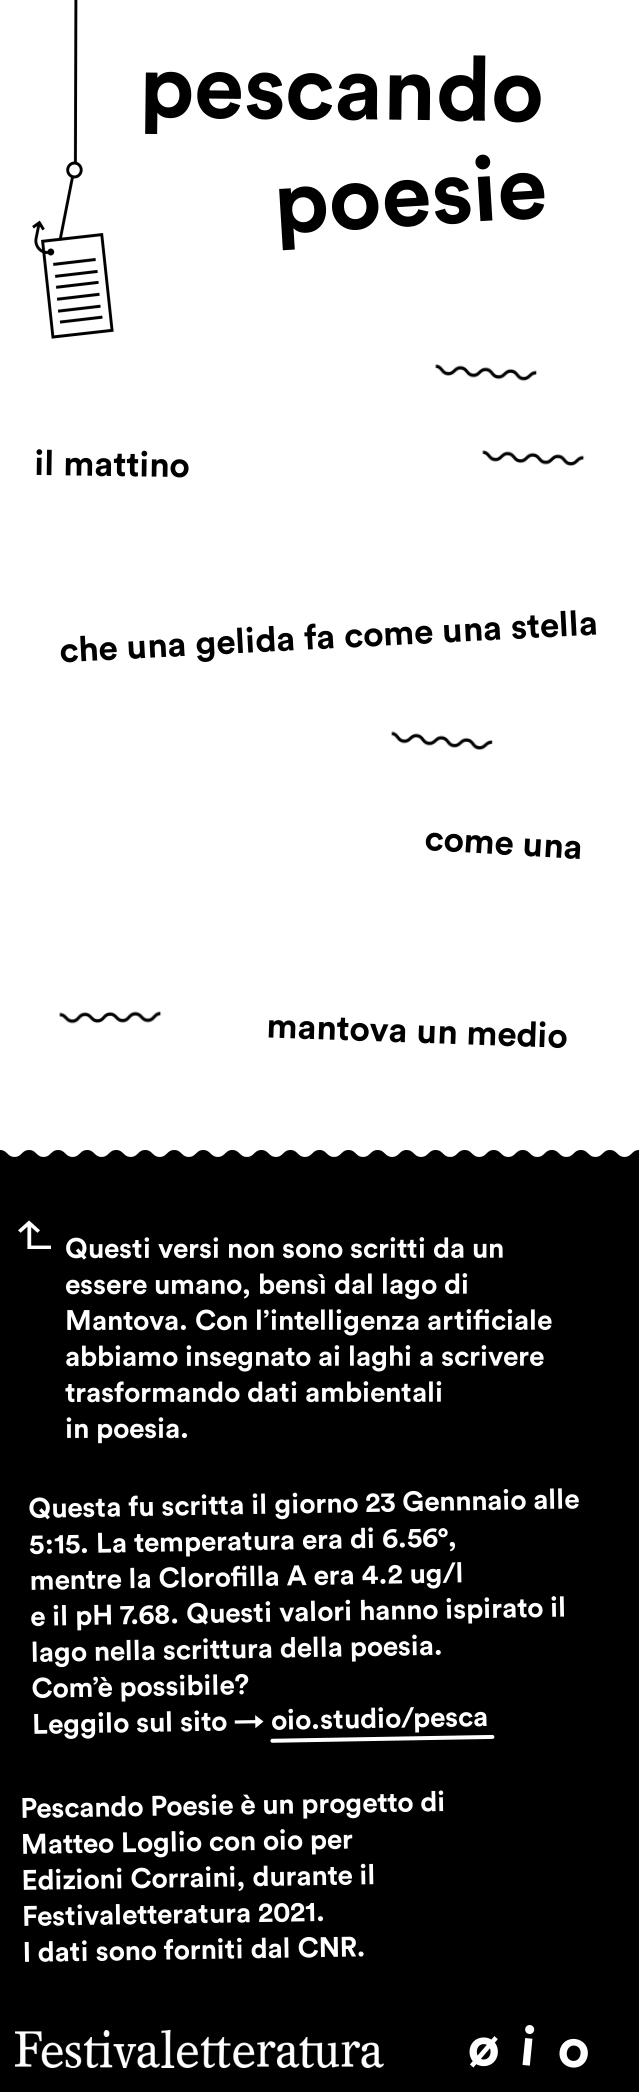 pescando
poesie
il mattino
che una gelida fa come una stella
come una
mantova un medio
Questi versi non sono scritti da un
essere umano, bensì dal lago di
Mantova. Con l’intelligenza artificiale
abbiamo insegnato ai laghi a scrivere
trasformando dati ambientali
in poesia.
Questa fu scritta il giorno 23 Gennnaio alle
5:15. La temperatura era di 6.56°,
mentre la Clorofilla A era 4.2 ug/l
e il pH 7.68. Questi valori hanno ispirato il
lago nella scrittura della poesia.
Com’è possibile?
Leggilo sul sito → oio.studio/pesca
Pescando Poesie è un progetto di
Matteo Loglio con oio per
Edizioni Corraini, durante il
Festivaletteratura 2021.
I dati sono forniti dal CNR.
Festivaletteratura ø i o